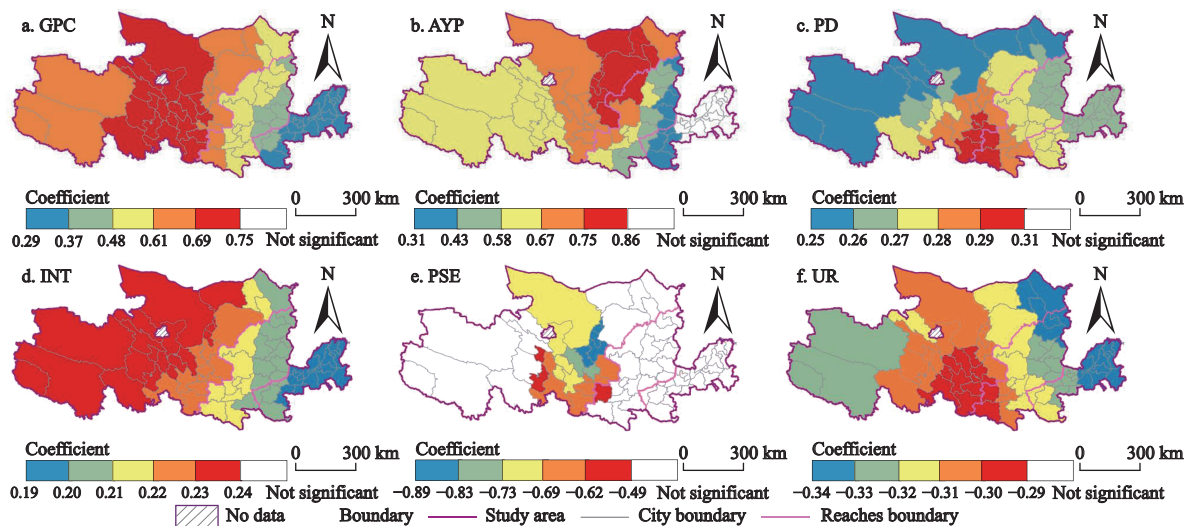 a. GPC
N
b. AYP
N
c. PD
N
Coefficient
0
300 km
0.29 0.37 0.48 0.61 0.69 0.75 Not significant
Coefficient
0
300 km
0.31 0.43 0.58 0.67 0.75 0.86 Not significant
Coefficient
0
300 km
0.25 0.26 0.27 0.28 0.29 0.31 Not significant
d. INT
N
e. PSE
N
f. UR
N
Coefficient
0
300 km
0.19 0.20 0.21 0.22 0.23 0.24 Not significant
Coefficient
0
300 km
−0.89 −0.83 −0.73 −0.69 −0.62 −0.49 Not significant
Coefficient
0
300 km
−0.34 −0.33 −0.32 −0.31 −0.30 −0.29 Not significant
No data Boundary Study area City boundary Reaches boundary